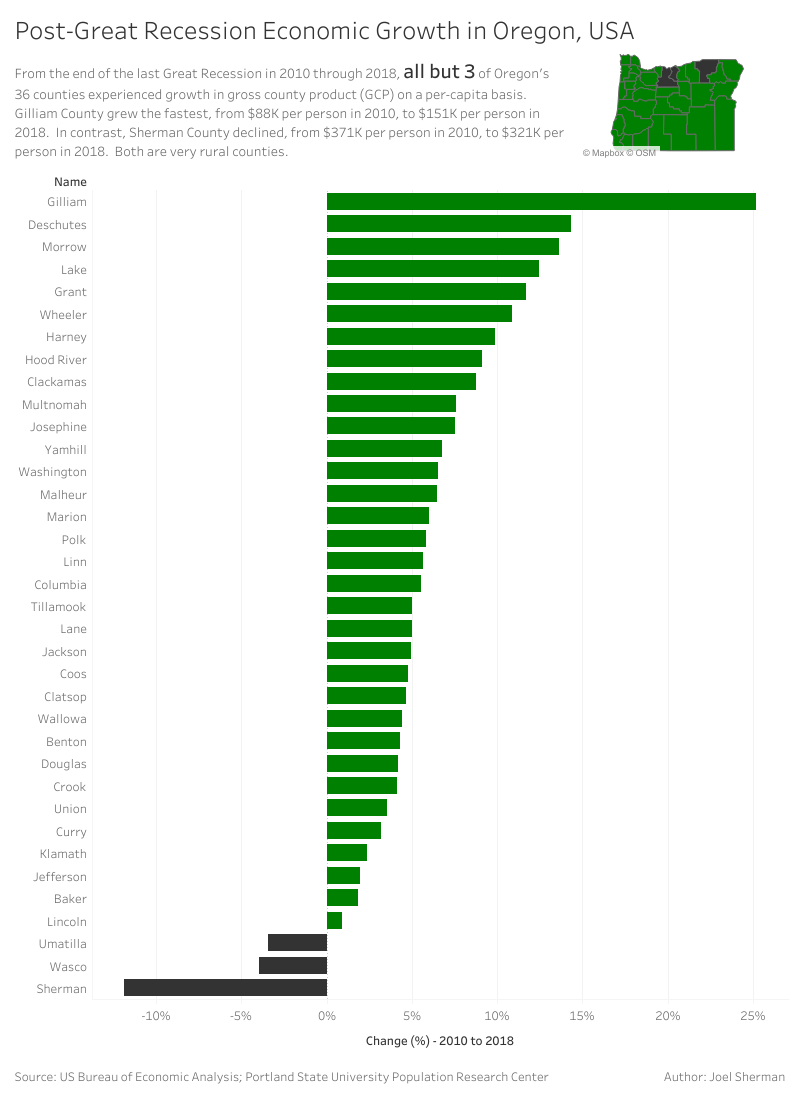 Post-Great Recession Economic Growth in Oregon, USA
From the end of the last Great Recession in 2010 through 2018, all but 3 of Oregon's
36 counties experienced growth in gross county product (GCP) on a per-capita basis.
Gilliam County grew the fastest, from $88K per person in 2010, to $151K per person in
2018.  In contrast, Sherman County declined, from $371K per person in 2010, to $321K per
person in 2018.  Both are very rural counties.
© Mapbox © OSM
Name
Gilliam
Deschutes
Morrow
Lake
Grant
Wheeler
Harney
Hood River
Clackamas
Multnomah
Josephine
Yamhill
Washington
Malheur
Marion
Polk
Linn
Columbia
Tillamook
Lane
Jackson
Coos
Clatsop
Wallowa
Benton
Douglas
Crook
Union
Curry
Klamath
Jefferson
Baker
Lincoln
Umatilla
Wasco
Sherman
-10% -5% 0% 5% 10% 15% 20% 25%
Change (%) - 2010 to 2018
Source: US Bureau of Economic Analysis; Portland State University Population Research Center Author: Joel Sherman